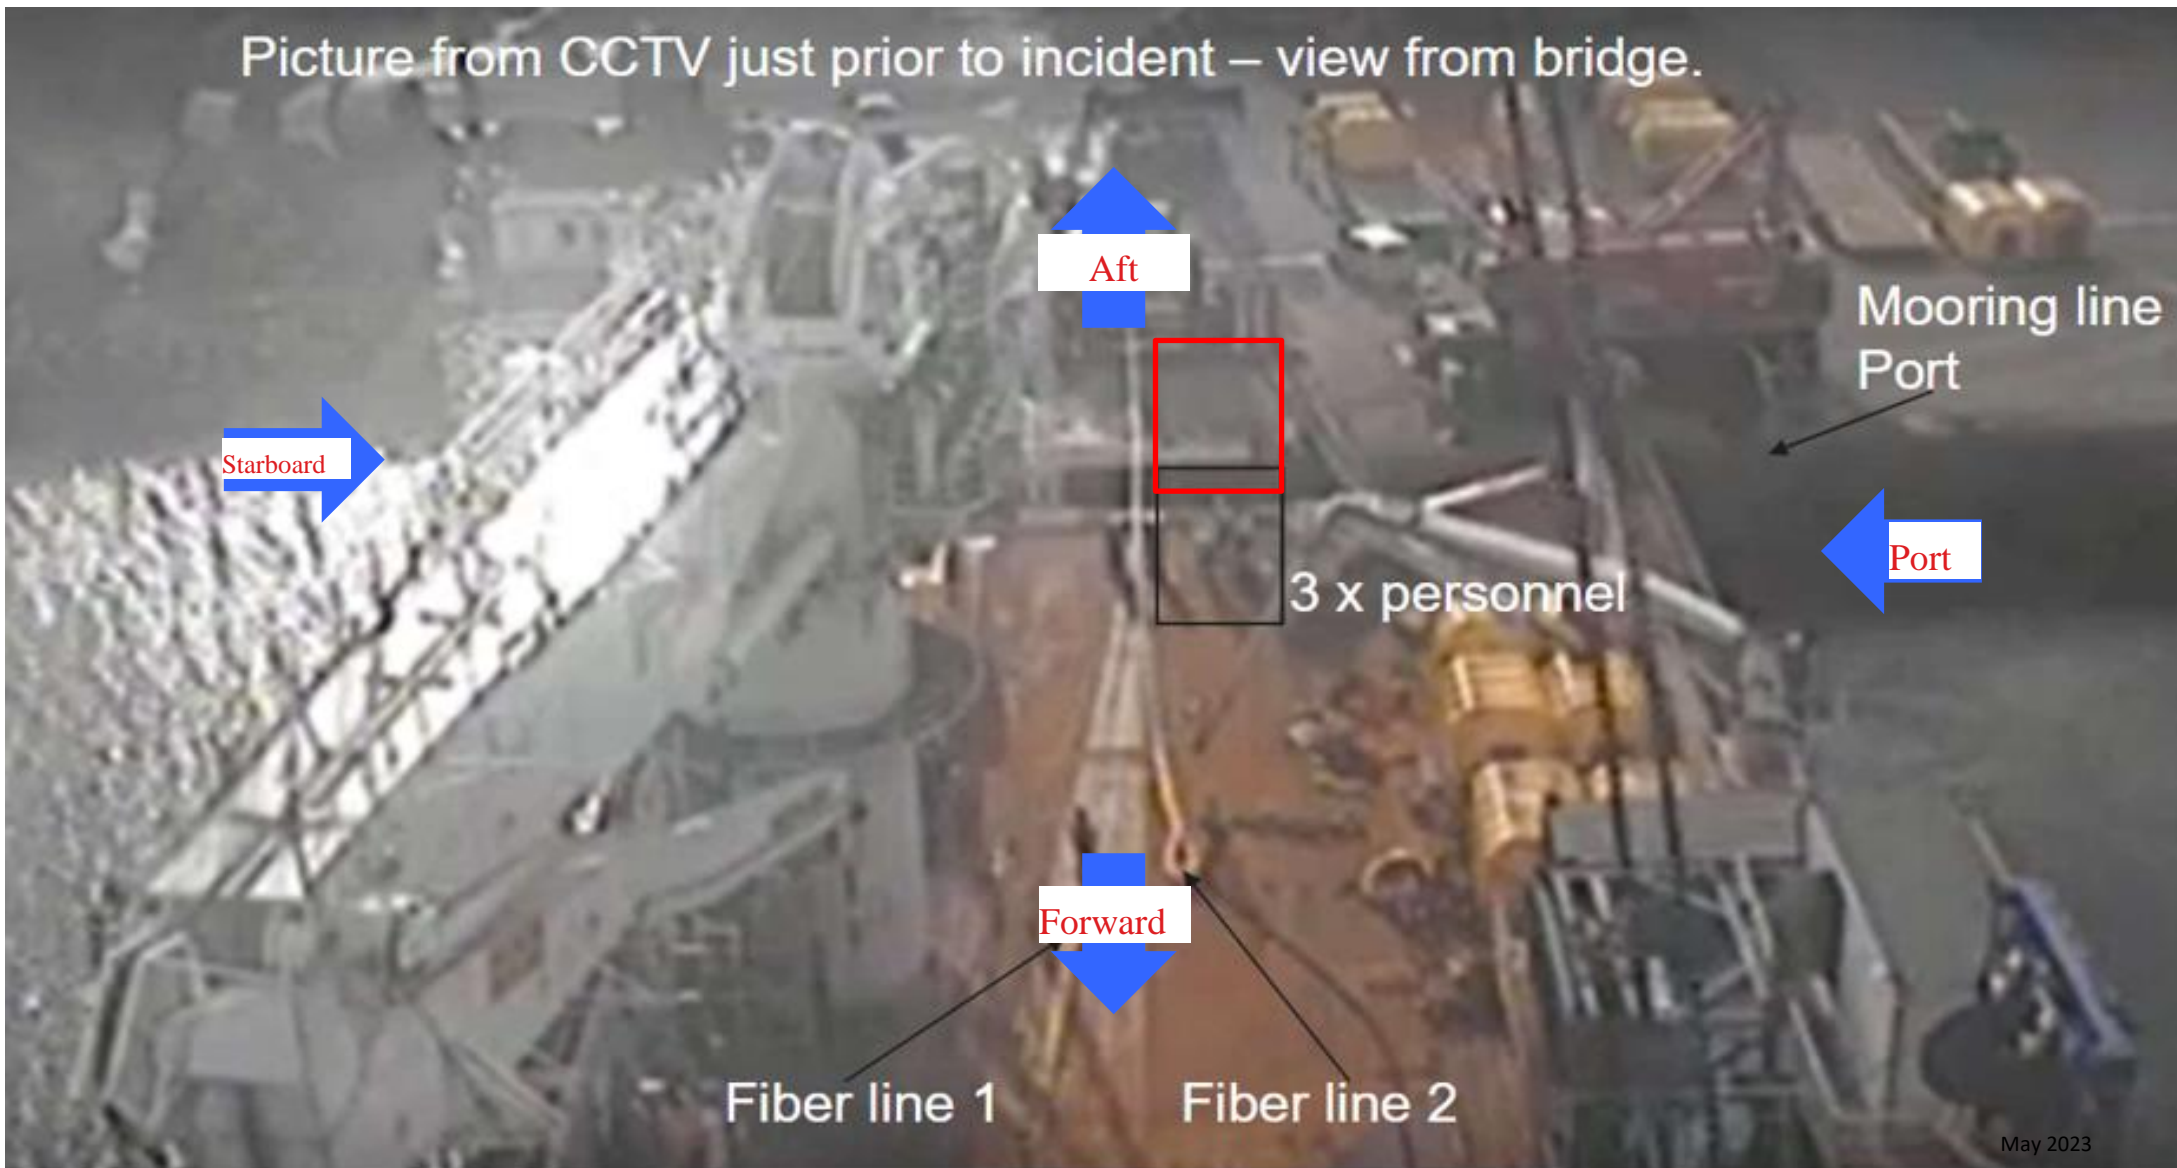 Picture from CCTV just prior to incident – view from bridge.
Aft
Mooring line
Port
Starboard
Port
3 x personnel
Forward
Fiber line 1
Fiber line 2
May 2023